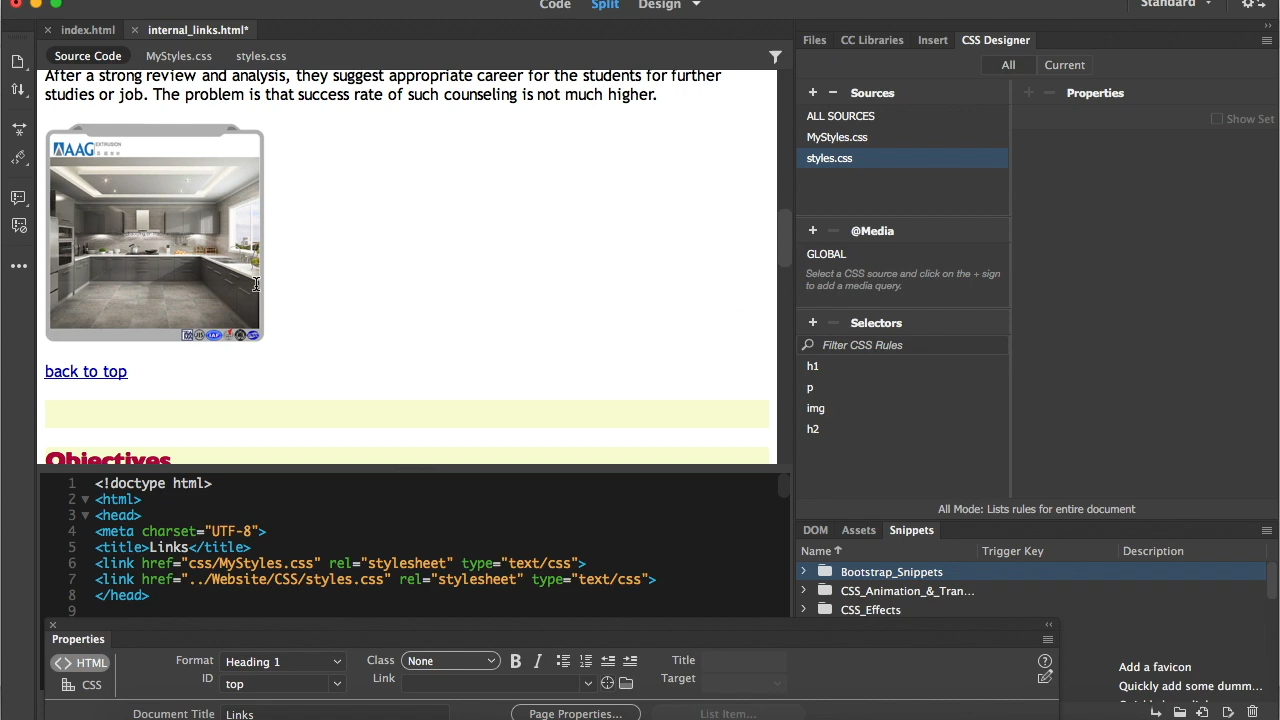 Code Split Design Standard
index.html internal_links.html*
Files CC Libraries Insert CSS Designer
Source Code MyStyles.css styles.css
All Current
After a strong review and analysis, they suggest appropriate career for the students for further
studies or job. The problem is that success rate of such counseling is not much higher.
AAG EXTRUSION
back to top
Objectives
+ − Sources
ALL SOURCES
MyStyles.css
styles.css
+ − @Media
GLOBAL
Select a CSS source and click on the + sign
to add a media query.
+ − Selectors
Filter CSS Rules
h1
p
img
h2
+ − Properties
Show Set
All Mode: Lists rules for entire document
1 <!doctype html>
2 <html>
3 <head>
4 <meta charset="UTF-8">
5 <title>Links</title>
6 <link href="css/MyStyles.css" rel="stylesheet" type="text/css">
7 <link href="../Website/CSS/styles.css" rel="stylesheet" type="text/css">
8 </head>
9
DOM Assets Snippets
Name Trigger Key Description
Bootstrap_Snippets
CSS_Animation_&_Tran...
CSS_Effects
Add a favicon
Quickly add some dumm...
Properties
<> HTML Format Heading 1 Class None B I Title
CSS ID top Link Target
Document Title Links Page Properties... List Item...